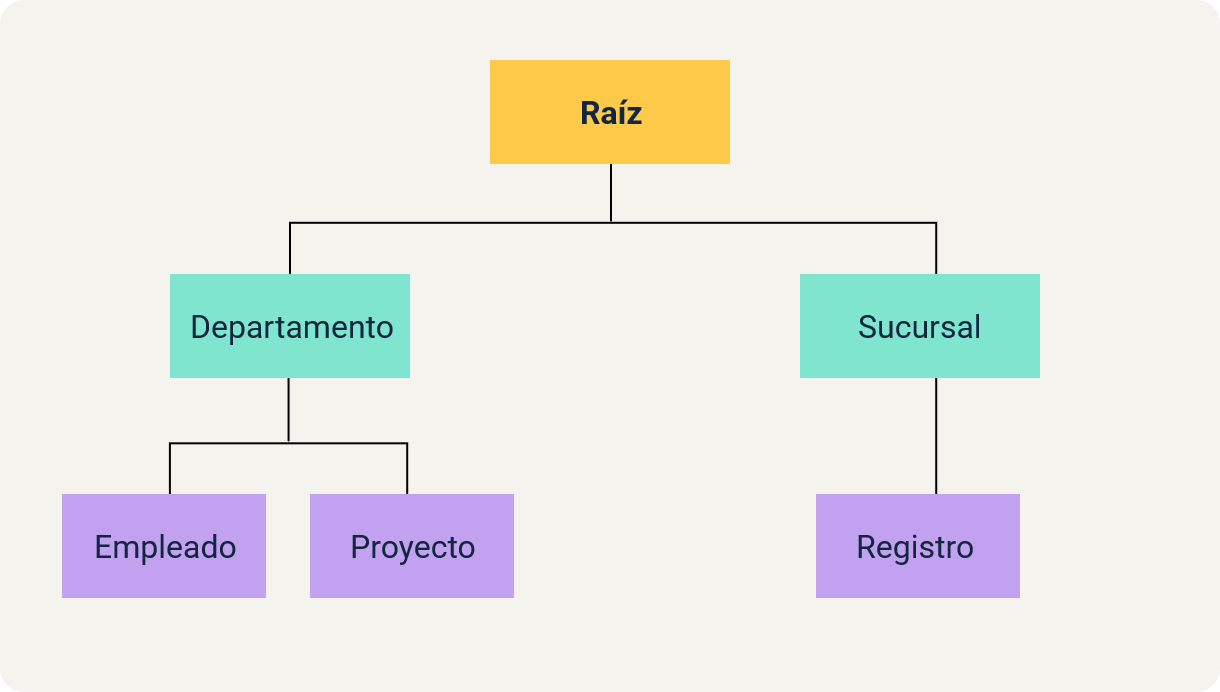 Raíz
Departamento
Sucursal
Empleado
Proyecto
Registro